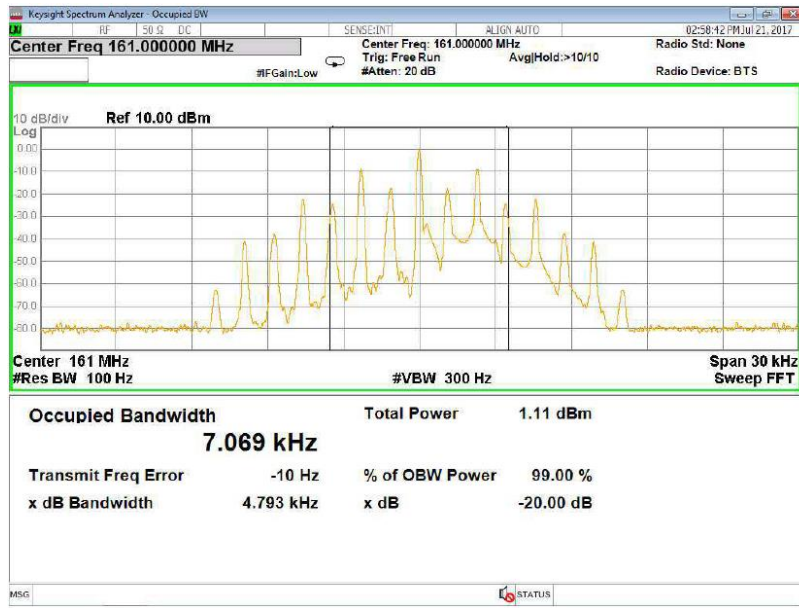 Keysight Spectrum Analyzer - Occupied BW
LXI RF 50 Ω DC SENSE:INT ALIGN AUTO 02:58:42 PM Jul 21, 2017
Center Freq 161.000000 MHz Center Freq: 161.000000 MHz Radio Std: None
Trig: Free Run Avg|Hold:>10/10
#IFGain:Low #Atten: 20 dB Radio Device: BTS
10 dB/div Ref 10.00 dBm
Log
0.00
-10.0
-20.0
-30.0
-40.0
-50.0
-60.0
-70.0
-80.0
Center 161 MHz Span 30 kHz
#Res BW 100 Hz #VBW 300 Hz Sweep FFT
Occupied Bandwidth Total Power 1.11 dBm
7.069 kHz
Transmit Freq Error -10 Hz % of OBW Power 99.00 %
x dB Bandwidth 4.793 kHz x dB -20.00 dB
MSG STATUS